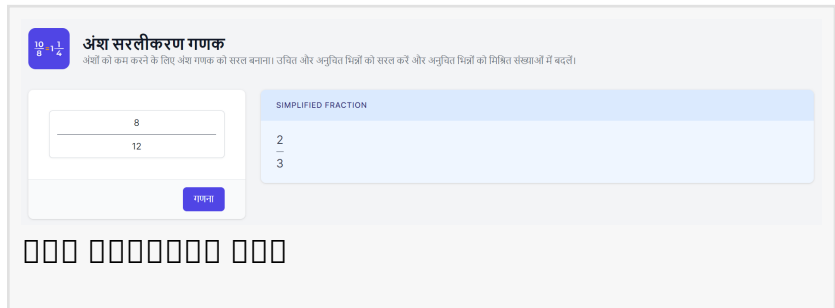 10/8=1 1/4
अंश सरलीकरण गणक
अंशों को कम करने के लिए अंश गणक को सरल बनाना। उचित और अनुचित भिन्नों को सरल करें और अनुचित भिन्नों को मिश्रित संख्याओं में बदलें।
8
12
गणना
SIMPLIFIED FRACTION
2
3